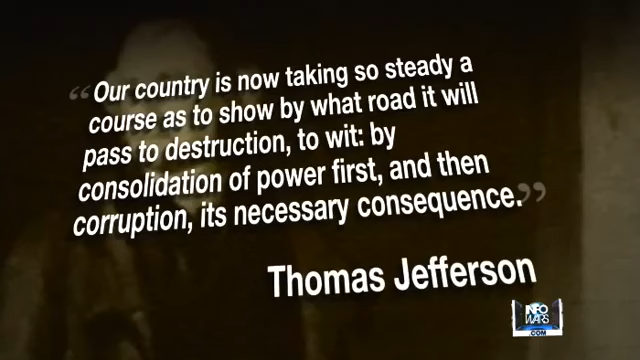 “Our country is now taking so steady a
course as to show by what road it will
pass to destruction, to wit: by
consolidation of power first, and then
corruption, its necessary consequence.”
Thomas Jefferson
INFO
WARS
.COM